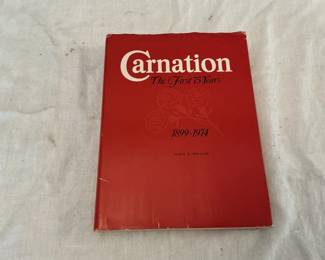 Carnation
The First 75 Years
1899-1974